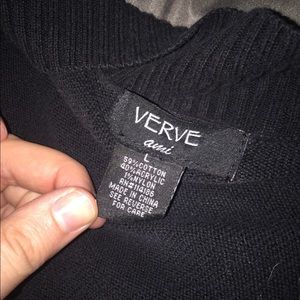 VERVE
ami
L
59% COTTON
40% ACRYLIC
1% NYLON
MADE IN CHINA
SEE REVERSE
FOR CARE